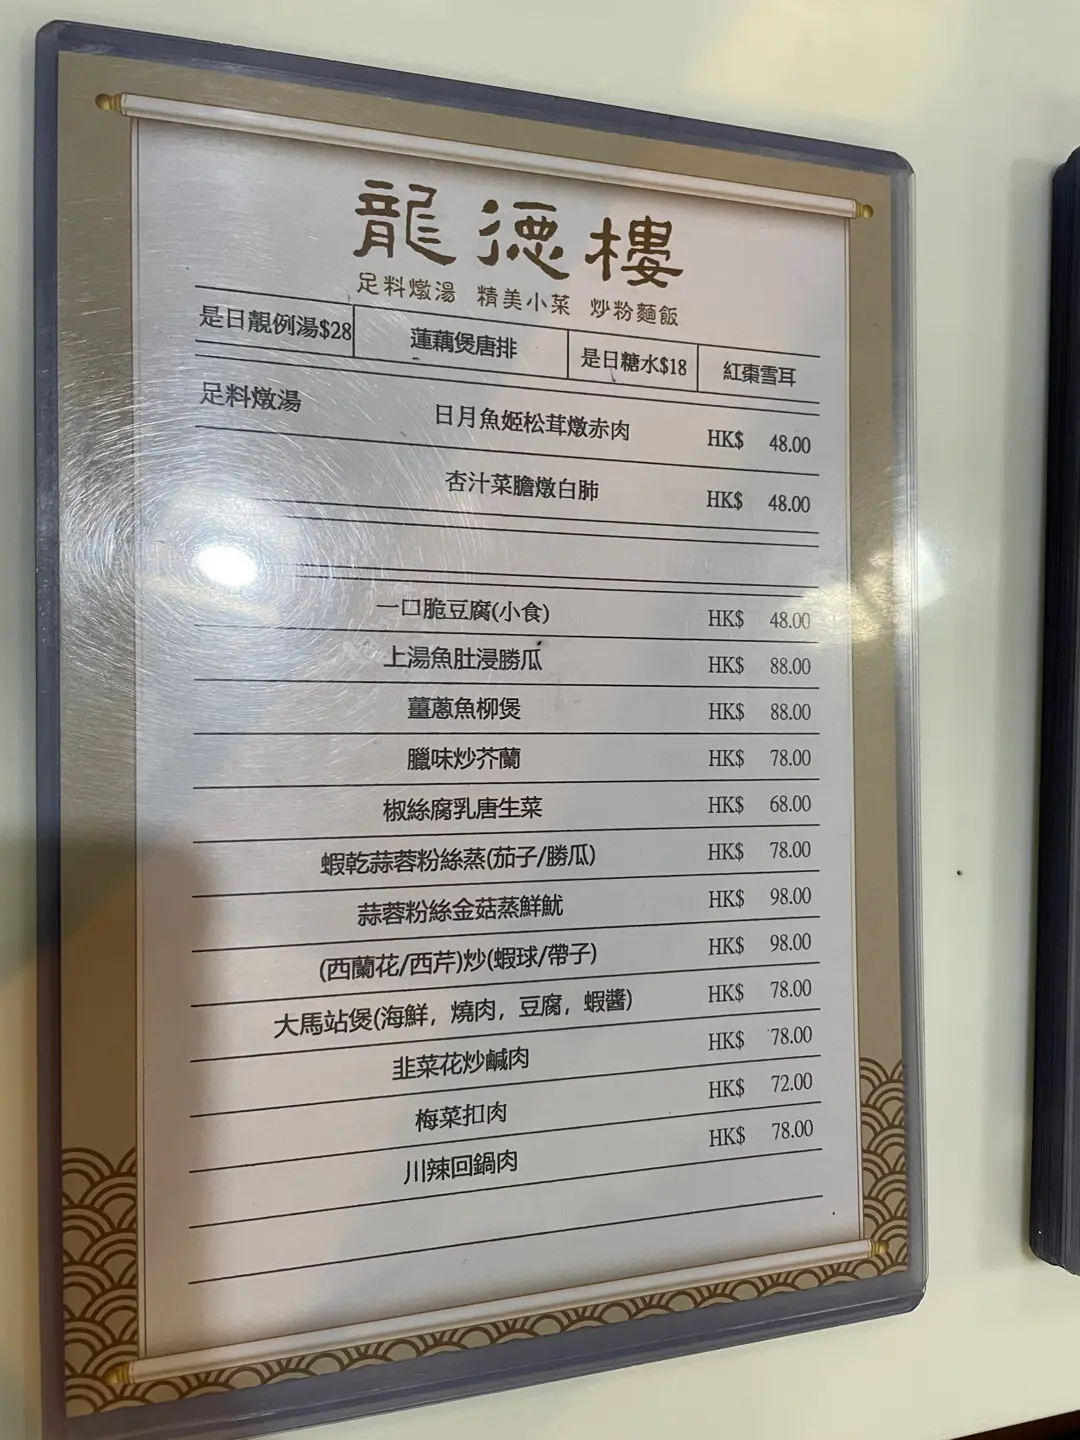 龍德樓
足料燉湯 精美小菜 炒粉麵飯
是日靚例湯$28 蓮藕煲唐排 是日糖水$18 紅棗雪耳
足料燉湯 日月魚姬松茸燉赤肉 HK$ 48.00
杏汁菜膽燉白肺 HK$ 48.00
一口脆豆腐(小食) HK$ 48.00
上湯魚肚浸勝瓜 HK$ 88.00
薑蔥魚柳煲 HK$ 88.00
臘味炒芥蘭 HK$ 78.00
椒絲腐乳唐生菜 HK$ 68.00
蝦乾蒜蓉粉絲蒸(茄子/勝瓜) HK$ 78.00
蒜蓉粉絲金菇蒸鮮魷 HK$ 98.00
(西蘭花/西芹)炒(蝦球/帶子) HK$ 98.00
大馬站煲(海鮮，燒肉，豆腐，蝦醬) HK$ 78.00
韭菜花炒鹹肉 HK$ 78.00
梅菜扣肉 HK$ 72.00
川辣回鍋肉 HK$ 78.00